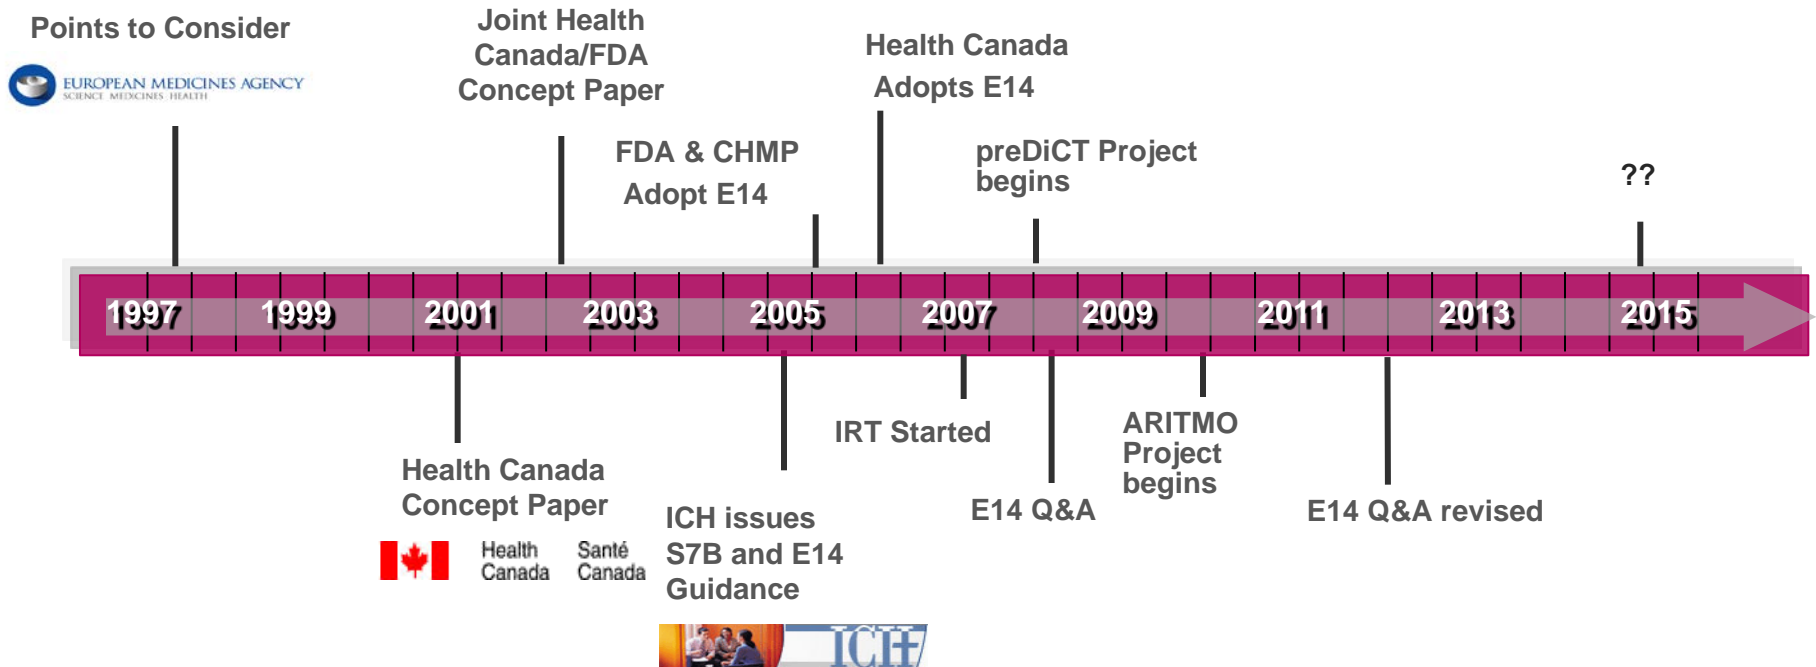 Points to Consider
EUROPEAN MEDICINES AGENCY
SCIENCE MEDICINES HEALTH
Joint Health
Canada/FDA
Concept Paper
FDA & CHMP
Adopt E14
Health Canada
Adopts E14
preDiCT Project
begins
??
1997 1999 2001 2003 2005 2007 2009 2011 2013 2015
Health Canada
Concept Paper
Health Santé
Canada Canada
ICH issues
S7B and E14
Guidance
ICH
IRT Started
E14 Q&A
ARITMO
Project
begins
E14 Q&A revised